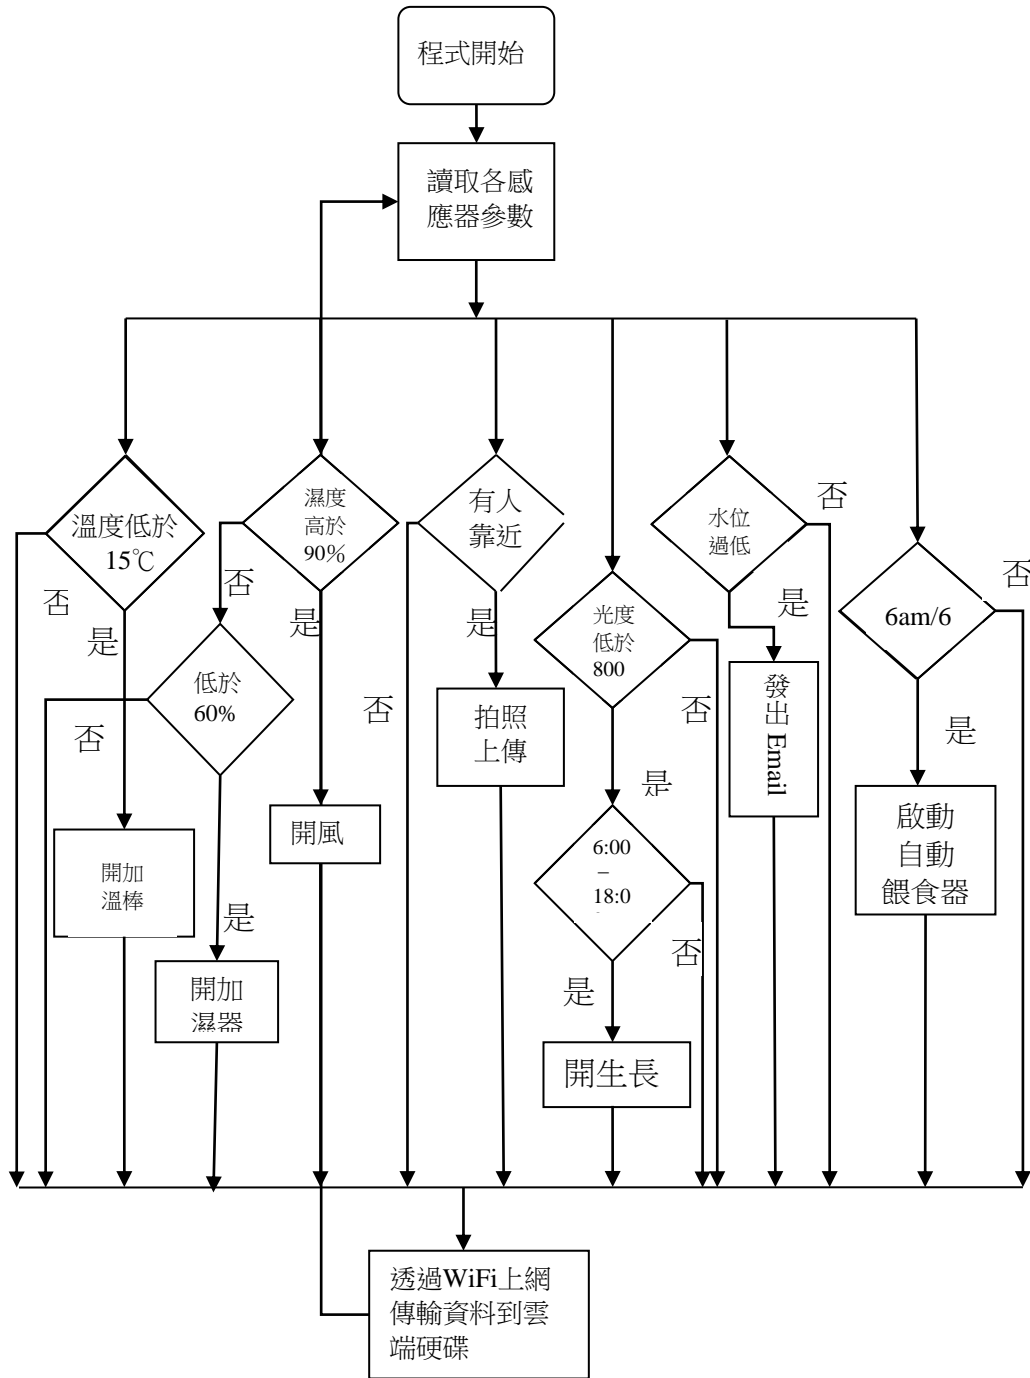 程式開始
讀取各感
應器參數
溫度低於
15℃
否
是
濕度
高於
90%
否
是
低於
60%
否
是
有人
靠近
否
是
光度
低於
800
否
是
水位
過低
否
是
6am/6
否
是
開加
溫棒
開加
濕器
開風
拍照
上傳
6:00
–
18:0
否
是
開生長
發出 Email
啟動
自動
餵食器
透過WiFi上網
傳輸資料到雲
端硬碟